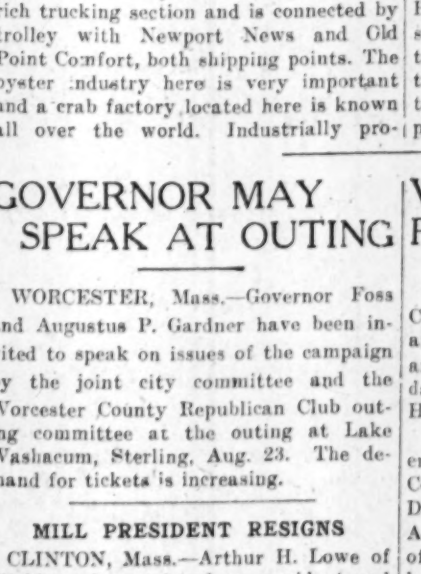 rich trucking section and is connected by
trolley with Newport News and Old
Point Comfort, both shipping points. The
oyster industry here is very important
and a crab factory located here is known
all over the world. Industrially pro-
GOVERNOR MAY
SPEAK AT OUTING
WORCESTER, Mass.—Governor Foss
and Augustus P. Gardner have been in-
vited to speak on issues of the campaign
by the joint city committee and the
Worcester County Republican Club out-
ing committee at the outing at Lake
Washacum, Sterling, Aug. 23. The de-
mand for tickets is increasing.
MILL PRESIDENT RESIGNS
CLINTON, Mass.—Arthur H. Lowe of